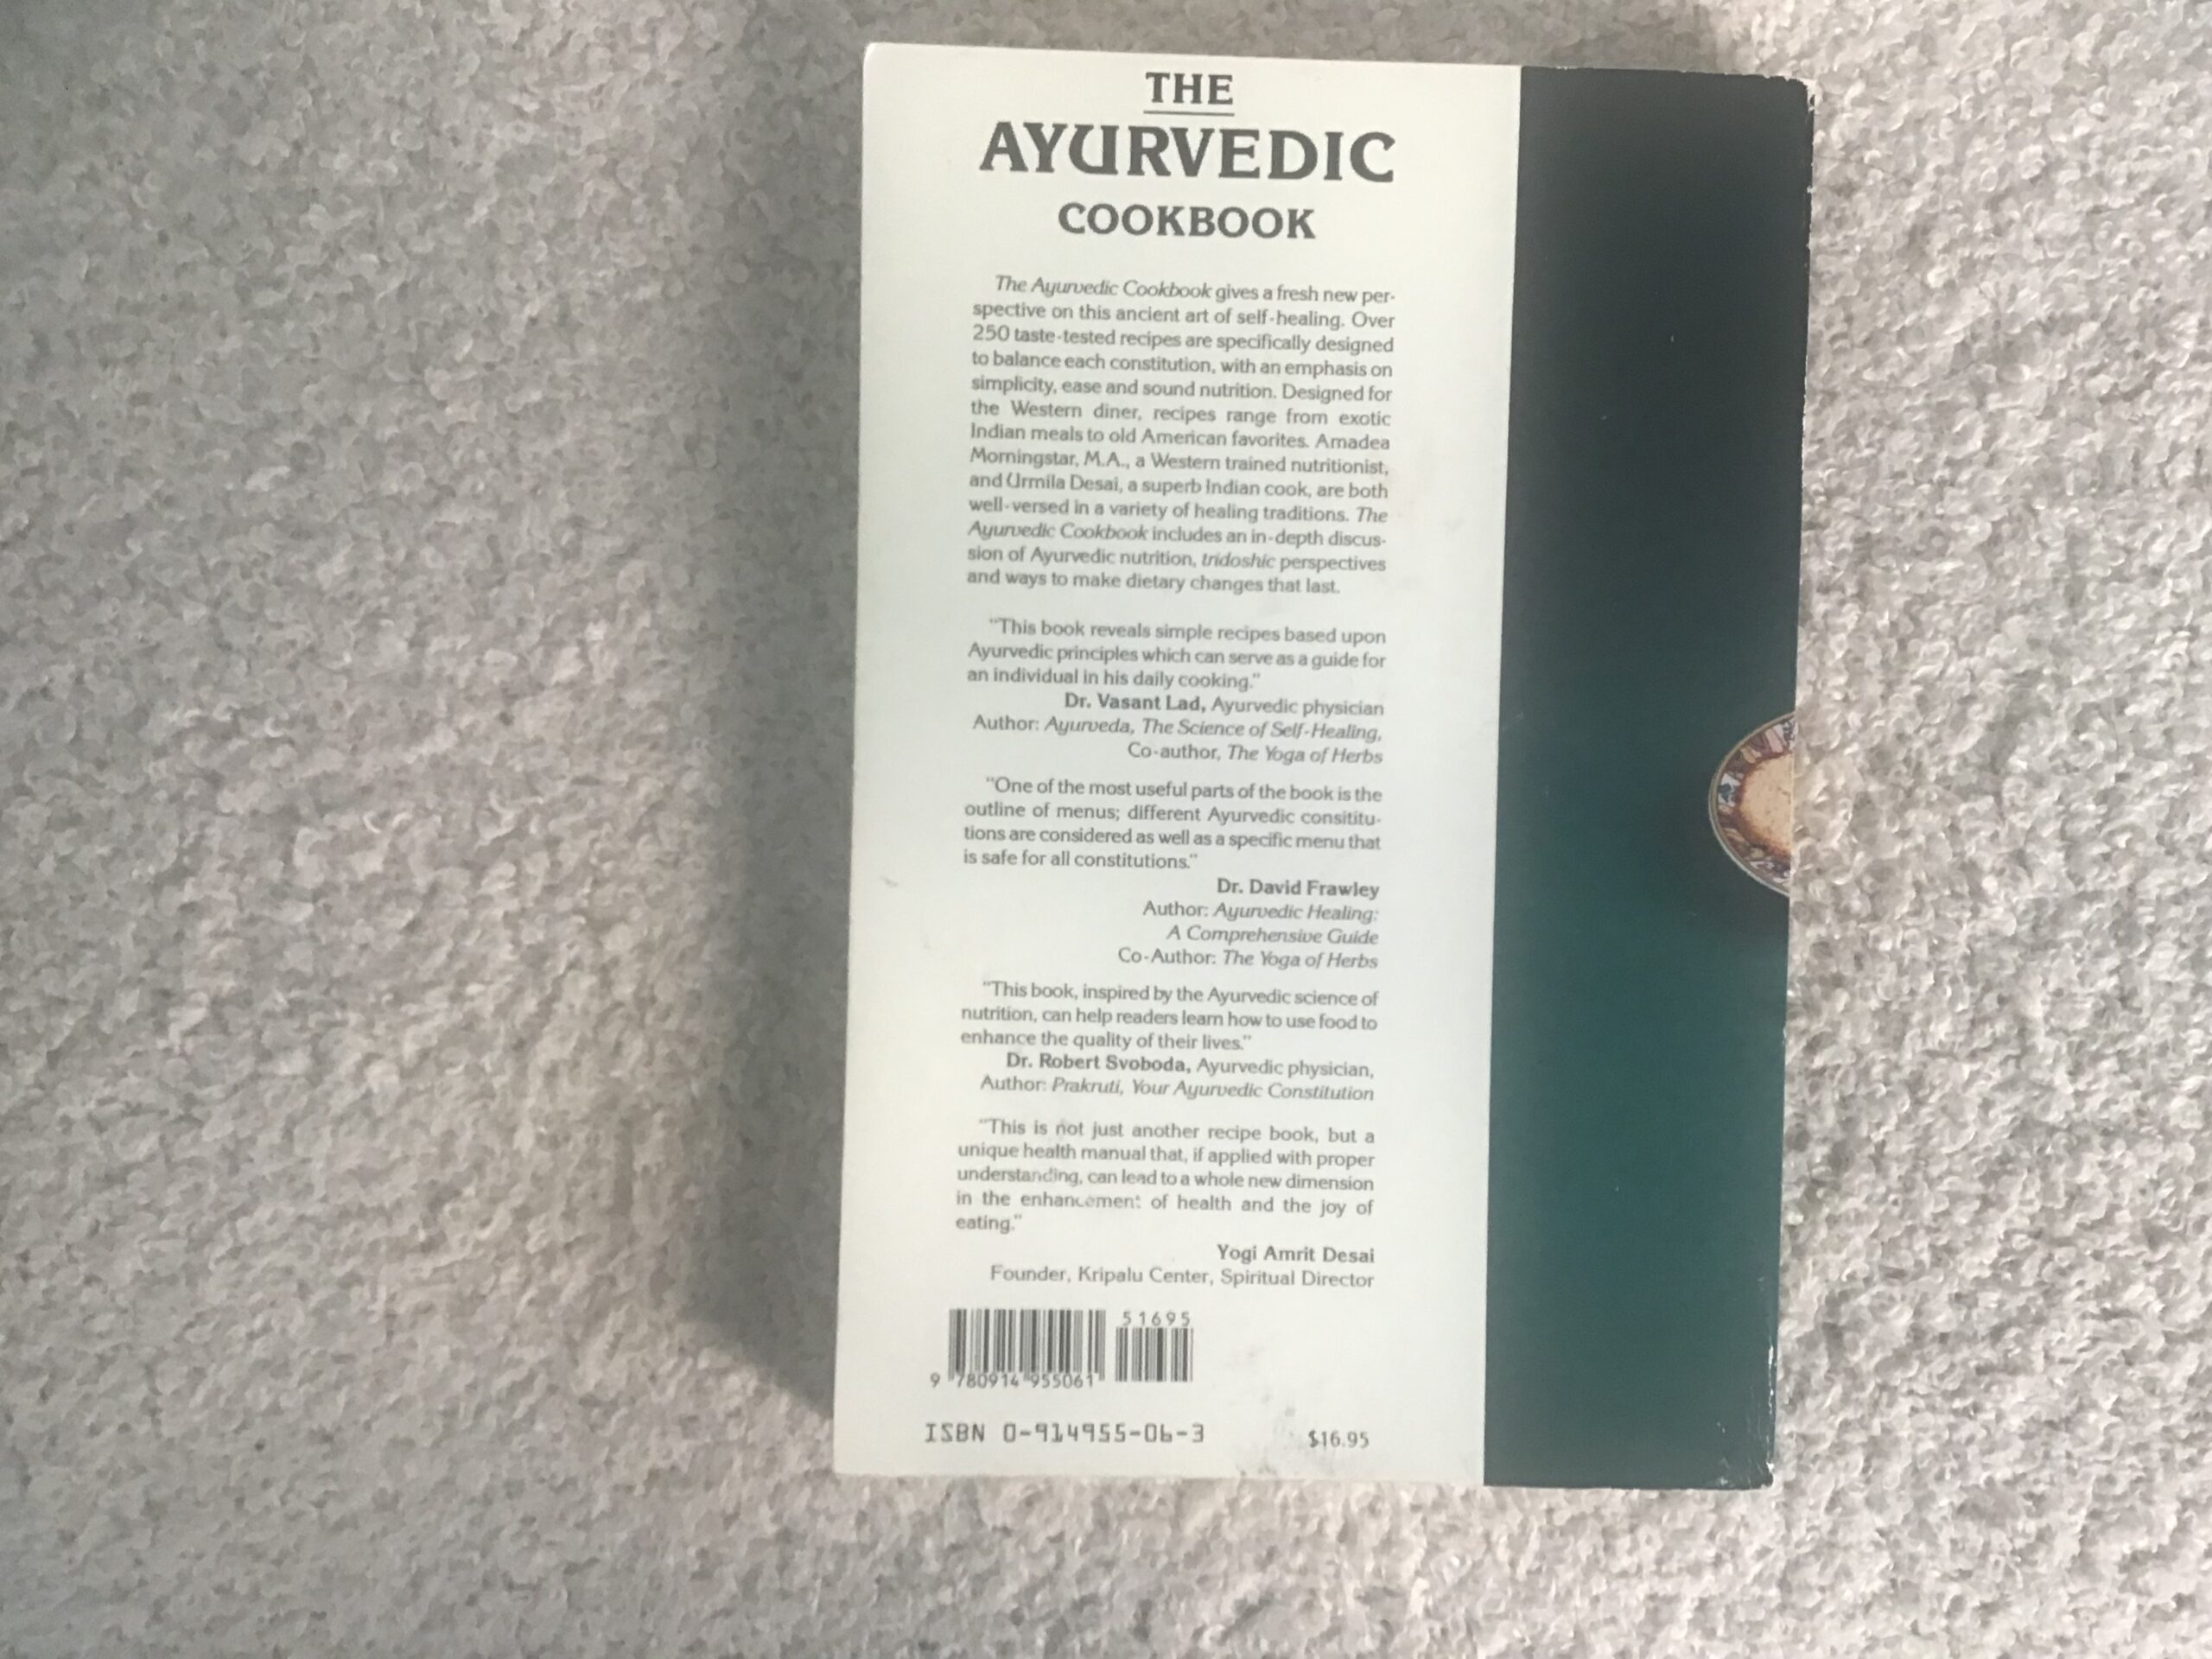 THE
AYURVEDIC
COOKBOOK
The Ayurvedic Cookbook gives a fresh new per-
spective on this ancient art of self-healing. Over
250 taste-tested recipes are specifically designed
to balance each constitution, with an emphasis on
simplicity, ease and sound nutrition. Designed for
the Western diner, recipes range from exotic
Indian meals to old American favorites. Amadea
Morningstar, M.A., a Western trained nutritionist,
and Urmila Desai, a superb Indian cook, are both
well-versed in a variety of healing traditions. The
Ayurvedic Cookbook includes an in-depth discus-
sion of Ayurvedic nutrition, tridoshic perspectives
and ways to make dietary changes that last.
"This book reveals simple recipes based upon
Ayurvedic principles which can serve as a guide for
an individual in his daily cooking."
Dr. Vasant Lad, Ayurvedic physician
Author: Ayurveda, The Science of Self-Healing,
Co-author, The Yoga of Herbs
"One of the most useful parts of the book is the
outline of menus; different Ayurvedic consititu-
tions are considered as well as a specific menu that
is safe for all constitutions."
Dr. David Frawley
Author: Ayurvedic Healing:
A Comprehensive Guide
Co-Author: The Yoga of Herbs
"This book, inspired by the Ayurvedic science of
nutrition, can help readers learn how to use food to
enhance the quality of their lives."
Dr. Robert Svoboda, Ayurvedic physician,
Author: Prakruti, Your Ayurvedic Constitution
"This is not just another recipe book, but a
unique health manual that, if applied with proper
understanding, can lead to a whole new dimension
in the enhancement of health and the joy of
eating."
Yogi Amrit Desai
Founder, Kripalu Center, Spiritual Director
51695
9 780914 955061
ISBN 0-914955-06-3 $16.95